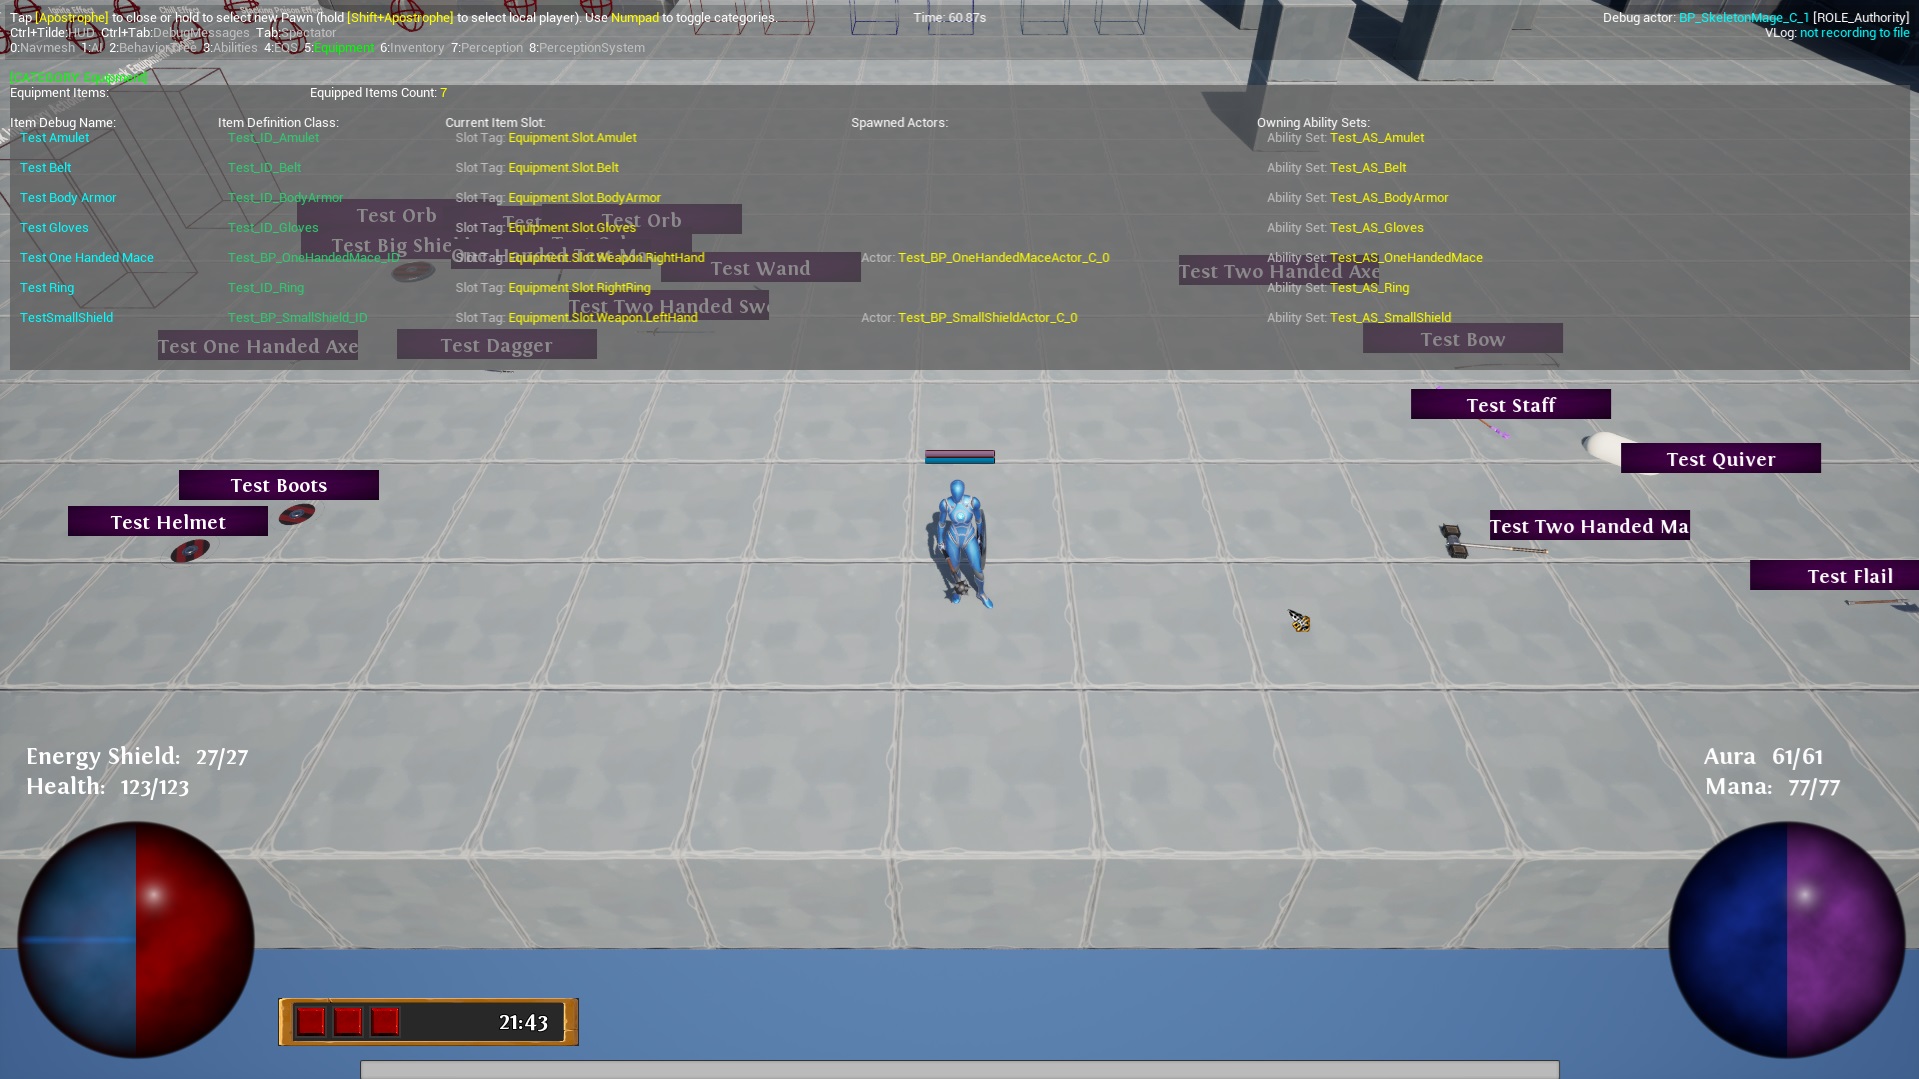 Tap [Apostrophe] to close or hold to select new Pawn (hold [Shift+Apostrophe] to select local player). Use Numpad to toggle categories.
Time: 60.87s
Debug actor: BP_SkeletonMage_C_1 [ROLE_Authority]
Ctrl+Tilde:HUD Ctrl+Tab:DebugMessages Tab:Spectator
VLog: not recording to file
0:Navmesh 1:AI 2:BehaviorTree 3:Abilities 4:EQS 5:Equipment 6:Inventory 7:Perception 8:PerceptionSystem
[CATEGORY: Equipment]
Equipment Items: Equipped Items Count: 7
Item Debug Name: Item Definition Class: Current Item Slot: Spawned Actors: Owning Ability Sets:
Test Amulet Test_ID_Amulet Slot Tag: Equipment.Slot.Amulet Ability Set: Test_AS_Amulet
Test Belt Test_ID_Belt Slot Tag: Equipment.Slot.Belt Ability Set: Test_AS_Belt
Test Body Armor Test_ID_BodyArmor Slot Tag: Equipment.Slot.BodyArmor Ability Set: Test_AS_BodyArmor
Test Gloves Test_ID_Gloves Slot Tag: Equipment.Slot.Gloves Ability Set: Test_AS_Gloves
Test One Handed Mace Test_BP_OneHandedMace_ID Slot Tag: Equipment.Slot.Weapon.RightHand Actor: Test_BP_OneHandedMaceActor_C_0 Ability Set: Test_AS_OneHandedMace
Test Ring Test_ID_Ring Slot Tag: Equipment.Slot.RightRing Ability Set: Test_AS_Ring
TestSmallShield Test_BP_SmallShield_ID Slot Tag: Equipment.Slot.Weapon.LeftHand Actor: Test_BP_SmallShieldActor_C_0 Ability Set: Test_AS_SmallShield
Test Orb
Test
Test Orb
Test Big Shie
Test Wand
Test Two Handed Axe
Test Two Handed Swo
Test One Handed Axe
Test Dagger
Test Bow
Test Staff
Test Quiver
Test Boots
Test Helmet
Test Two Handed Ma
Test Flail
Energy Shield: 27/27
Health: 123/123
Aura 61/61
Mana: 77/77
21:43